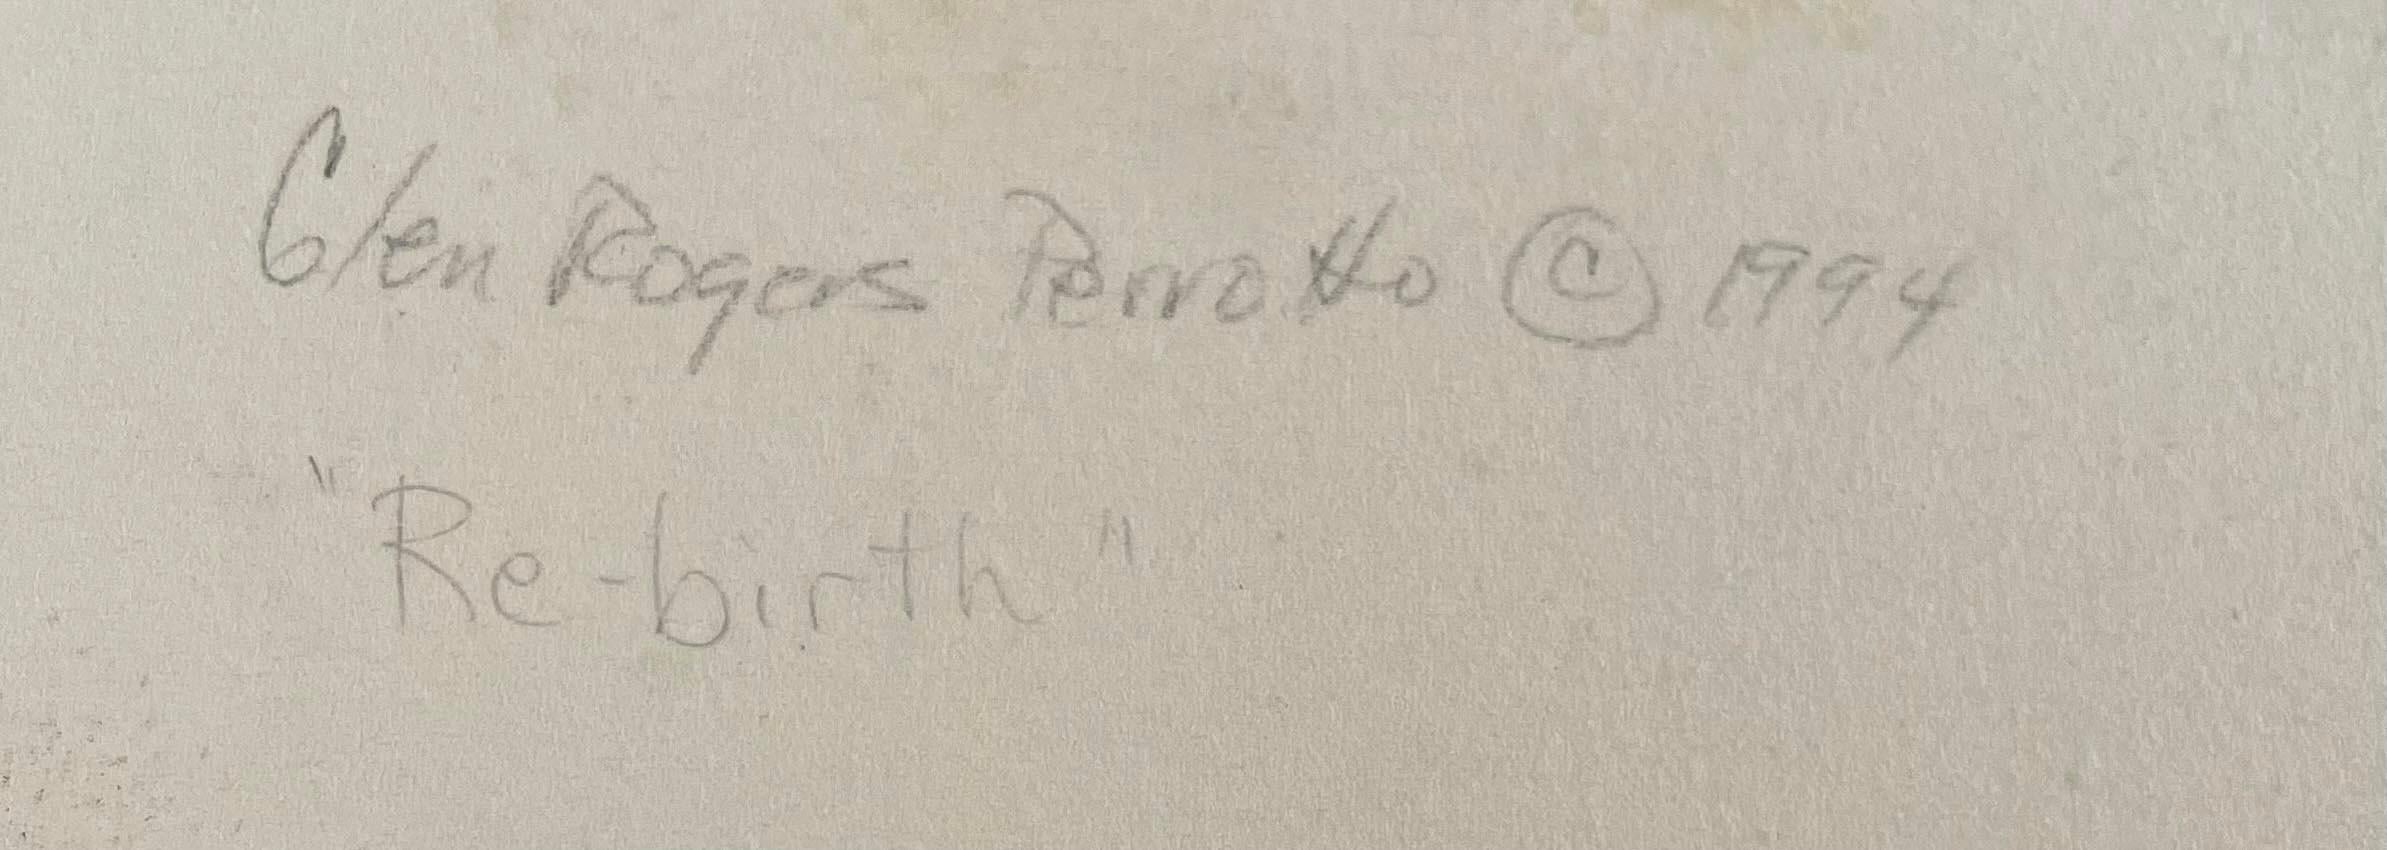 Glen Rogers Perrotto © 1994
"Re-birth"